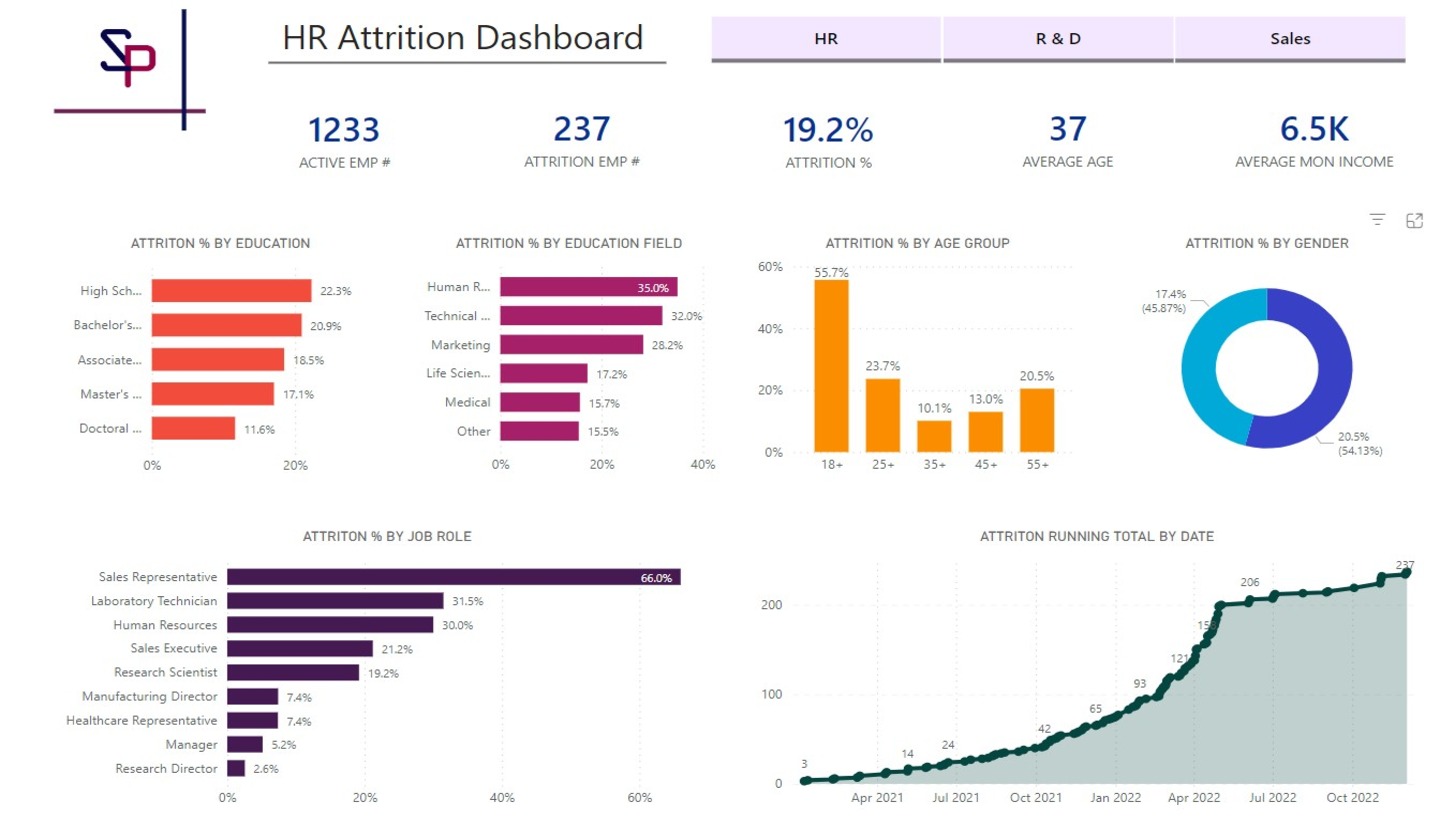 SP
HR Attrition Dashboard
HR
R & D
Sales
1233
ACTIVE EMP #
237
ATTRITION EMP #
19.2%
ATTRITION %
37
AVERAGE AGE
6.5K
AVERAGE MON INCOME
ATTRITON % BY EDUCATION
High Sch... 22.3%
Bachelor's... 20.9%
Associate... 18.5%
Master's ... 17.1%
Doctoral ... 11.6%
0% 20%
ATTRITION % BY EDUCATION FIELD
Human R... 35.0%
Technical ... 32.0%
Marketing 28.2%
Life Scien... 17.2%
Medical 15.7%
Other 15.5%
0% 20% 40%
ATTRITION % BY AGE GROUP
60%
40%
20%
0%
55.7% 23.7% 10.1% 13.0% 20.5%
18+ 25+ 35+ 45+ 55+
ATTRITION % BY GENDER
17.4%
(45.87%)
20.5%
(54.13%)
ATTRITON % BY JOB ROLE
Sales Representative 66.0%
Laboratory Technician 31.5%
Human Resources 30.0%
Sales Executive 21.2%
Research Scientist 19.2%
Manufacturing Director 7.4%
Healthcare Representative 7.4%
Manager 5.2%
Research Director 2.6%
0% 20% 40% 60%
ATTRITON RUNNING TOTAL BY DATE
200
100
0
3 14 24 42 65 93 121 206 237
Apr 2021 Jul 2021 Oct 2021 Jan 2022 Apr 2022 Jul 2022 Oct 2022